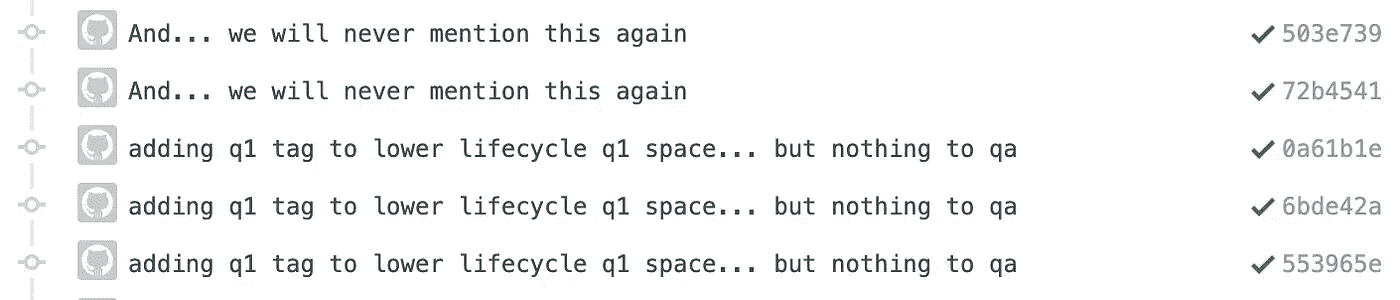 And... we will never mention this again 503e739
And... we will never mention this again 72b4541
adding q1 tag to lower lifecycle q1 space... but nothing to qa 0a61b1e
adding q1 tag to lower lifecycle q1 space... but nothing to qa 6bde42a
adding q1 tag to lower lifecycle q1 space... but nothing to qa 553965e